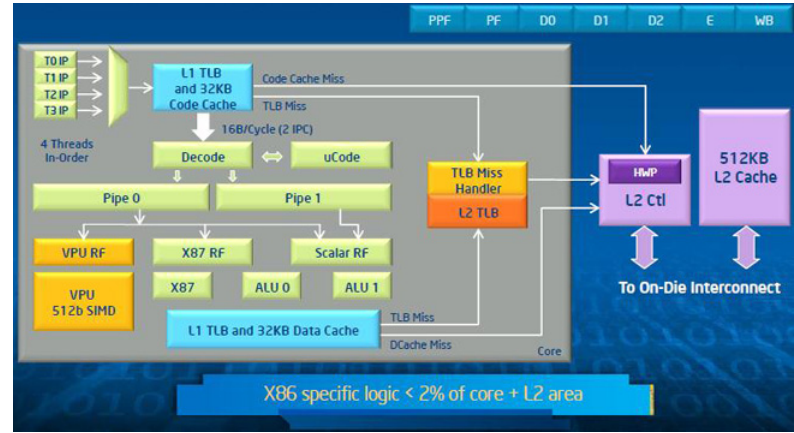 PPF PF D0 D1 D2 E WB
T0 IP
T1 IP
T2 IP
T3 IP
4 Threads
In-Order
L1 TLB
and 32KB
Code Cache
Code Cache Miss
TLB Miss
16B/Cycle (2 IPC)
Decode
uCode
Pipe 0
Pipe 1
TLB Miss
Handler
L2 TLB
HWP
L2 Ctl
512KB
L2 Cache
VPU RF
X87 RF
Scalar RF
VPU
512b SIMD
X87
ALU 0
ALU 1
To On-Die Interconnect
L1 TLB and 32KB Data Cache
TLB Miss
DCache Miss
Core
X86 specific logic < 2% of core + L2 area